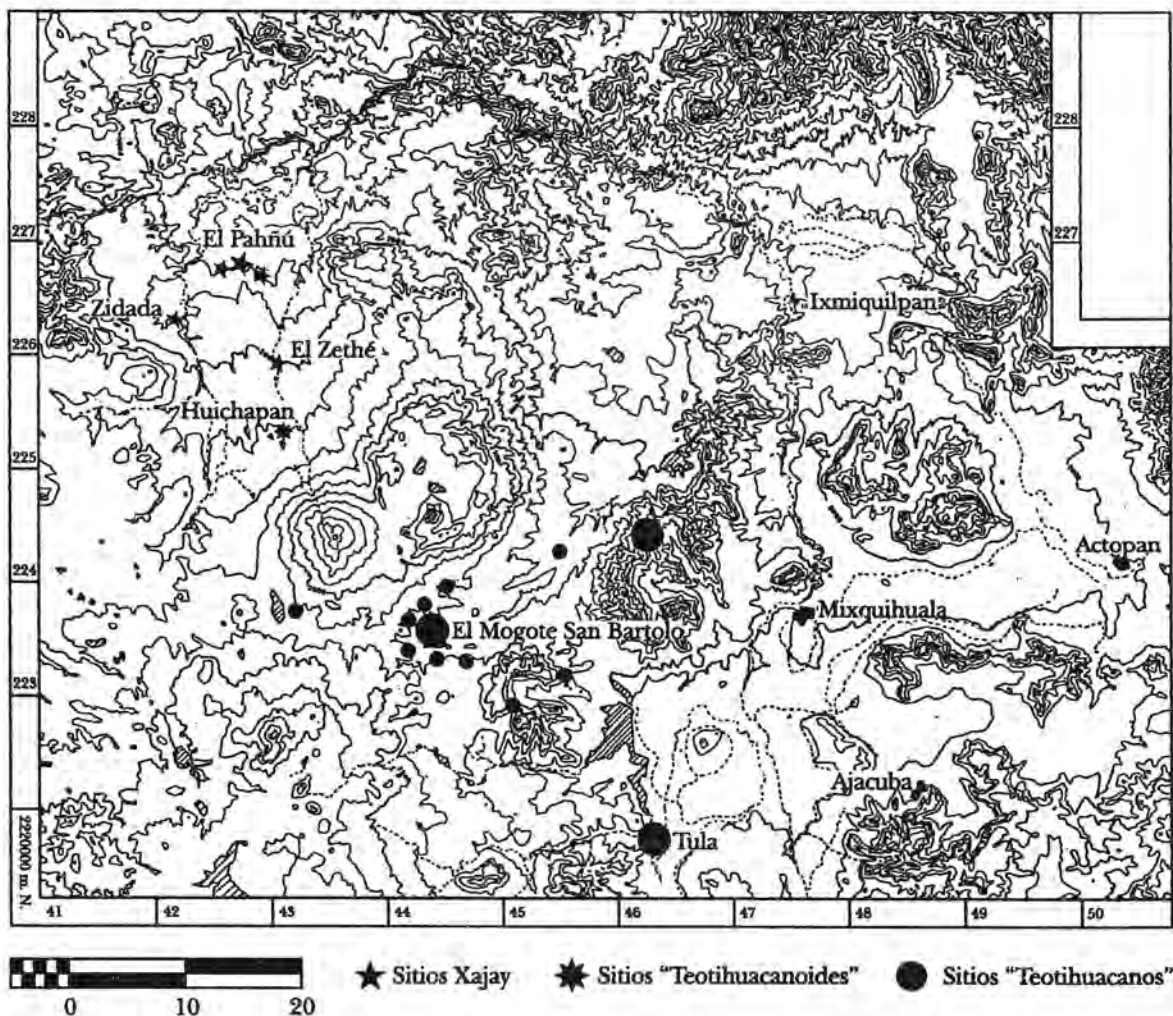 228
228
227
El Pahñú
227
Zidada
Ixmiquilpan
226
El Zethé
Huichapan
225
Actopan
224
Mixquihuala
El Mogote San Bartolo
223
Ajacuba
Tula
2220000 m. N.
41 42 43 44 45 46 47 48 49 50
Sitios Xajay
Sitios "Teotihuacanoides"
Sitios "Teotihuacanos"
0 10 20